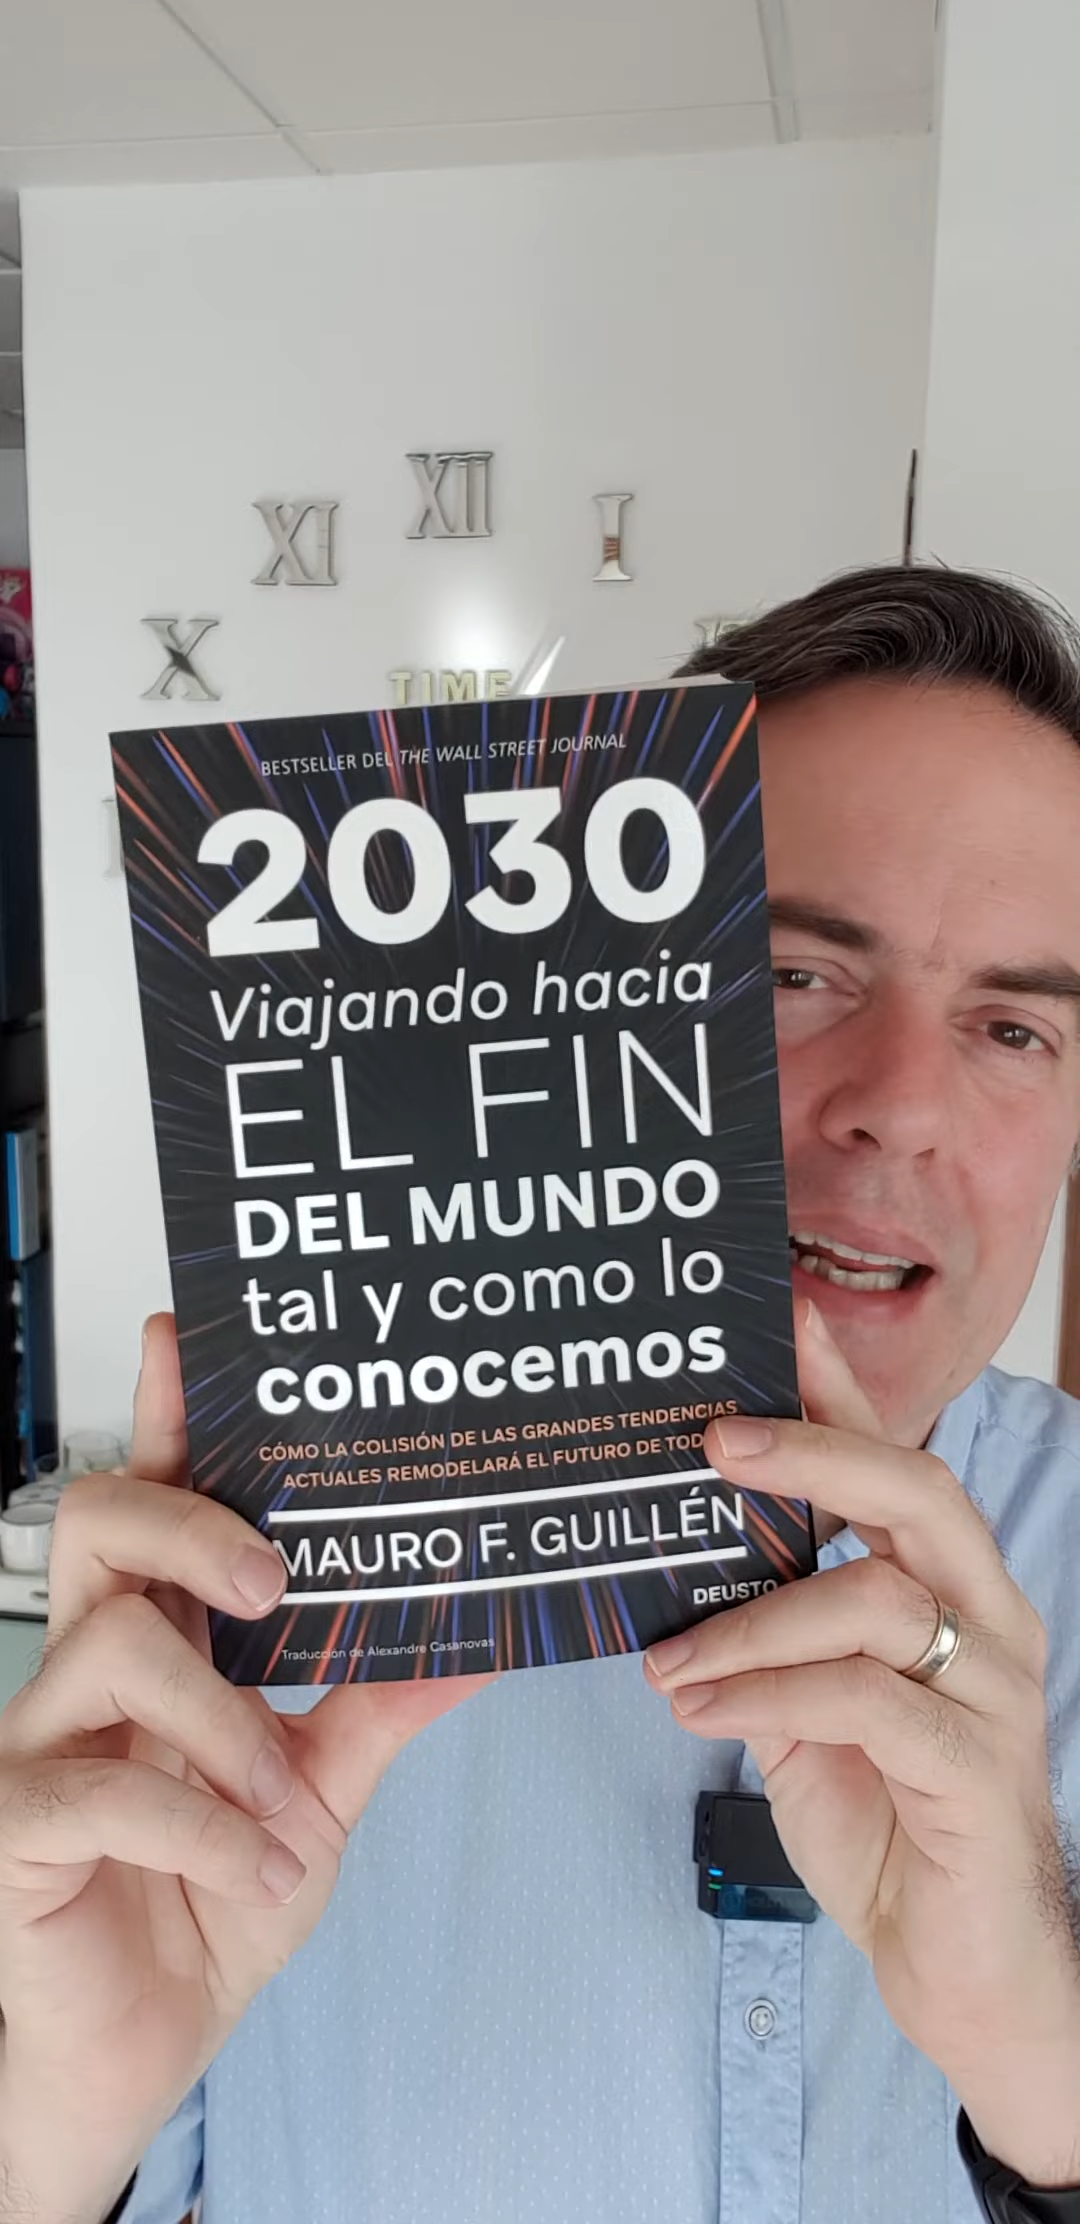 XII
XI
I
X
TIME
BESTSELLER DEL THE WALL STREET JOURNAL
2030
Viajando hacia
EL FIN
DEL MUNDO
tal y como lo
conocemos
CÓMO LA COLISIÓN DE LAS GRANDES TENDENCIAS
ACTUALES REMODELARÁ EL FUTURO DE
MAURO F. GUILLÉN
DEUSTO
Traducción de Alexandre Casanovas